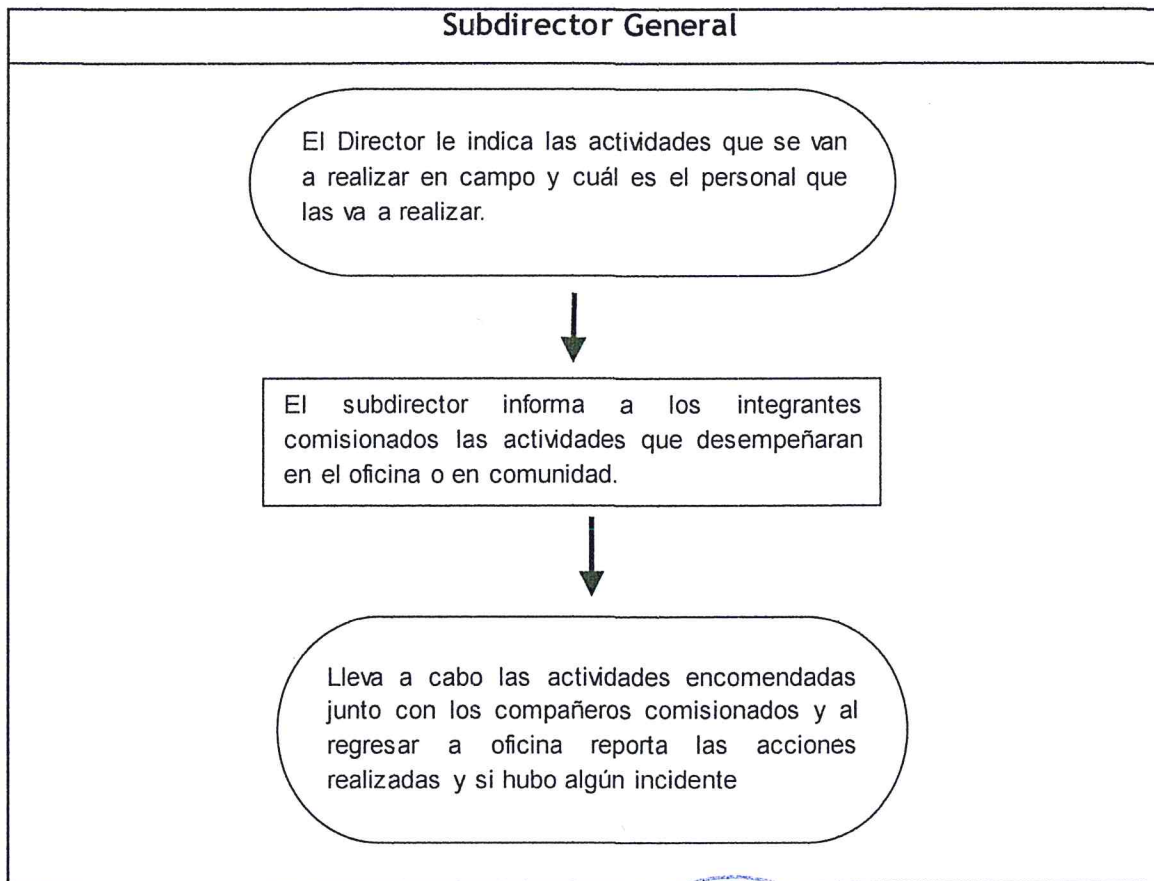 Subdirector General
El Director le indica las actividades que se van
a realizar en campo y cuál es el personal que
las va a realizar.
El subdirector informa a los integrantes
comisionados las actividades que desempeñaran
en el oficina o en comunidad.
Lleva a cabo las actividades encomendadas
junto con los compañeros comisionados y al
regresar a oficina reporta las acciones
realizadas y si hubo algún incidente